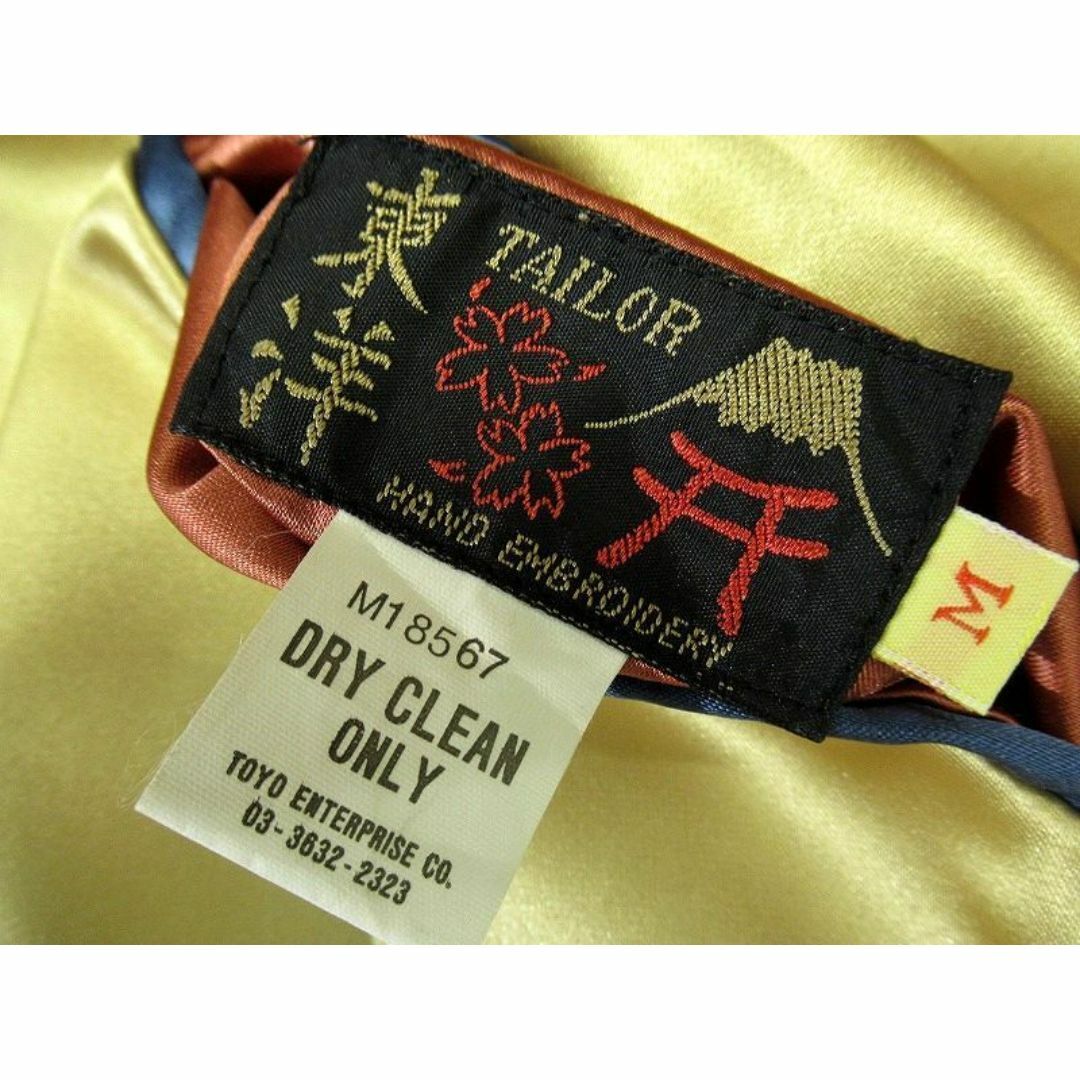 東洋
TAILOR
HAND EMBROIDERY
M
M18567
DRY CLEAN
ONLY
TOYO ENTERPRISE CO.
03-3632-2323